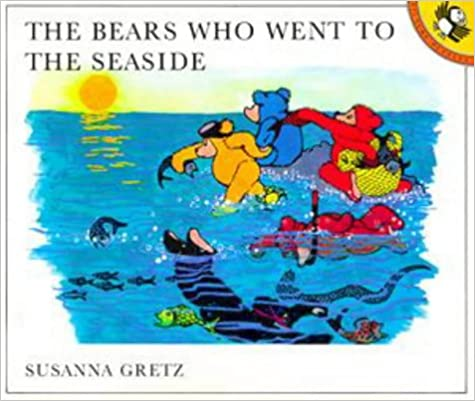 THE BEARS WHO WENT TO
THE SEASIDE
SUSANNA GRETZ